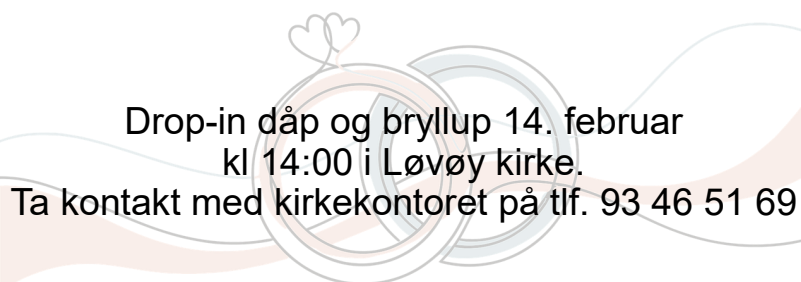 Drop-in dåp og bryllup 14. februar
kl 14:00 i Løvøy kirke.
Ta kontakt med kirkekontoret på tlf. 93 46 51 69